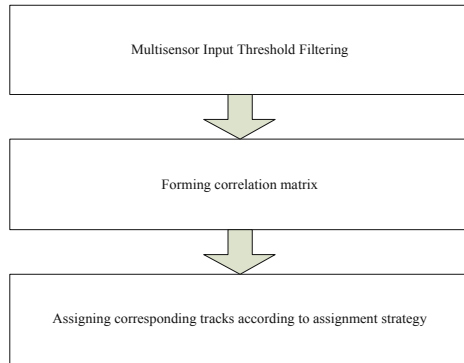 Multisensor Input Threshold Filtering
Forming correlation matrix
Assigning corresponding tracks according to assignment strategy